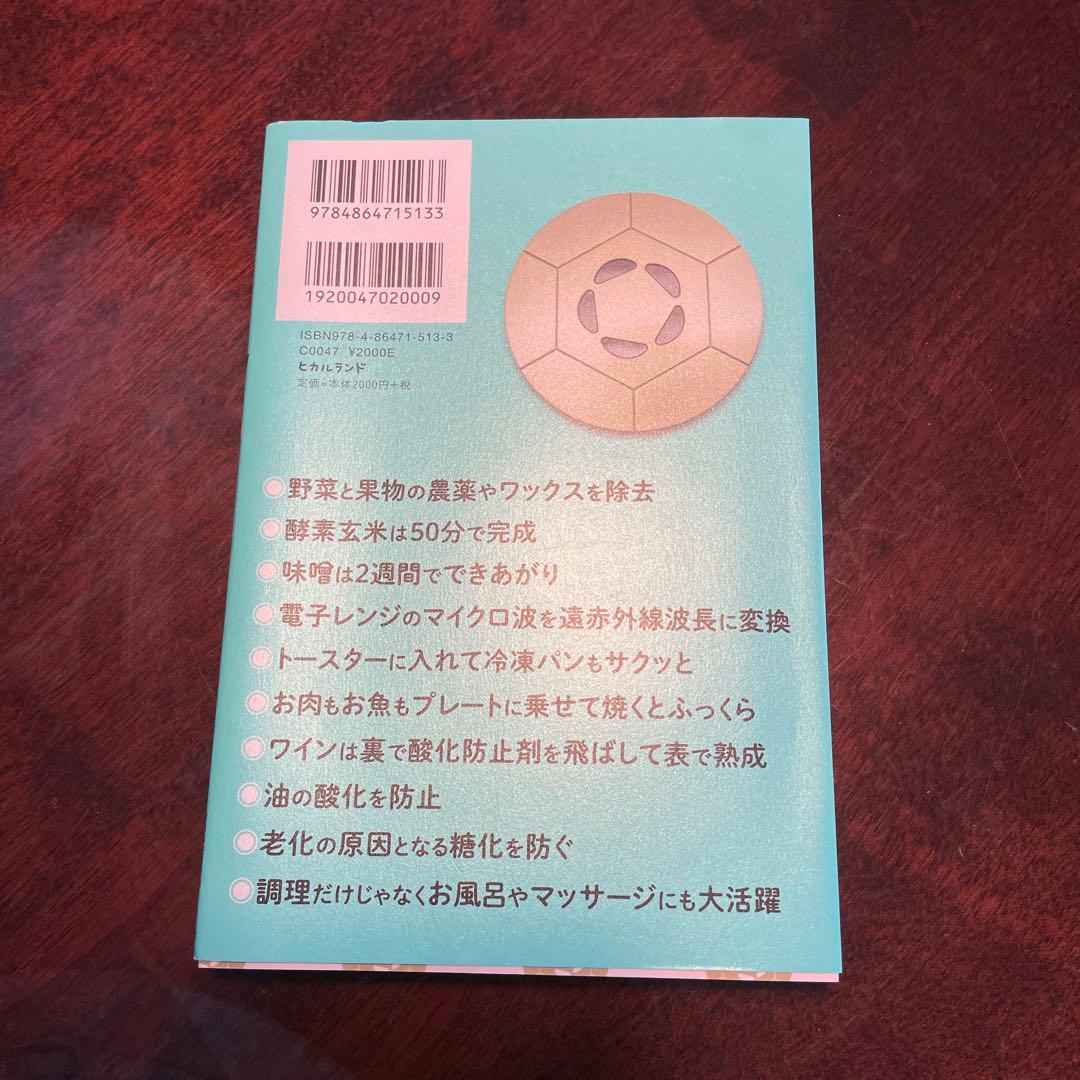 9784864715133
1920047020009
ISBN978-4-86471-513-3
C0047 ¥2000E
ヒカルランド
定価=本体2000円+税
野菜と果物の農薬やワックスを除去
酵素玄米は50分で完成
味噌は2週間でできあがり
電子レンジのマイクロ波を遠赤外線波長に変換
トースターに入れて冷凍パンもサクッと
お肉もお魚もプレートに乗せて焼くとふっくら
ワインは裏で酸化防止剤を飛ばして表で熟成
油の酸化を防止
老化の原因となる糖化を防ぐ
調理だけじゃなくお風呂やマッサージにも大活躍